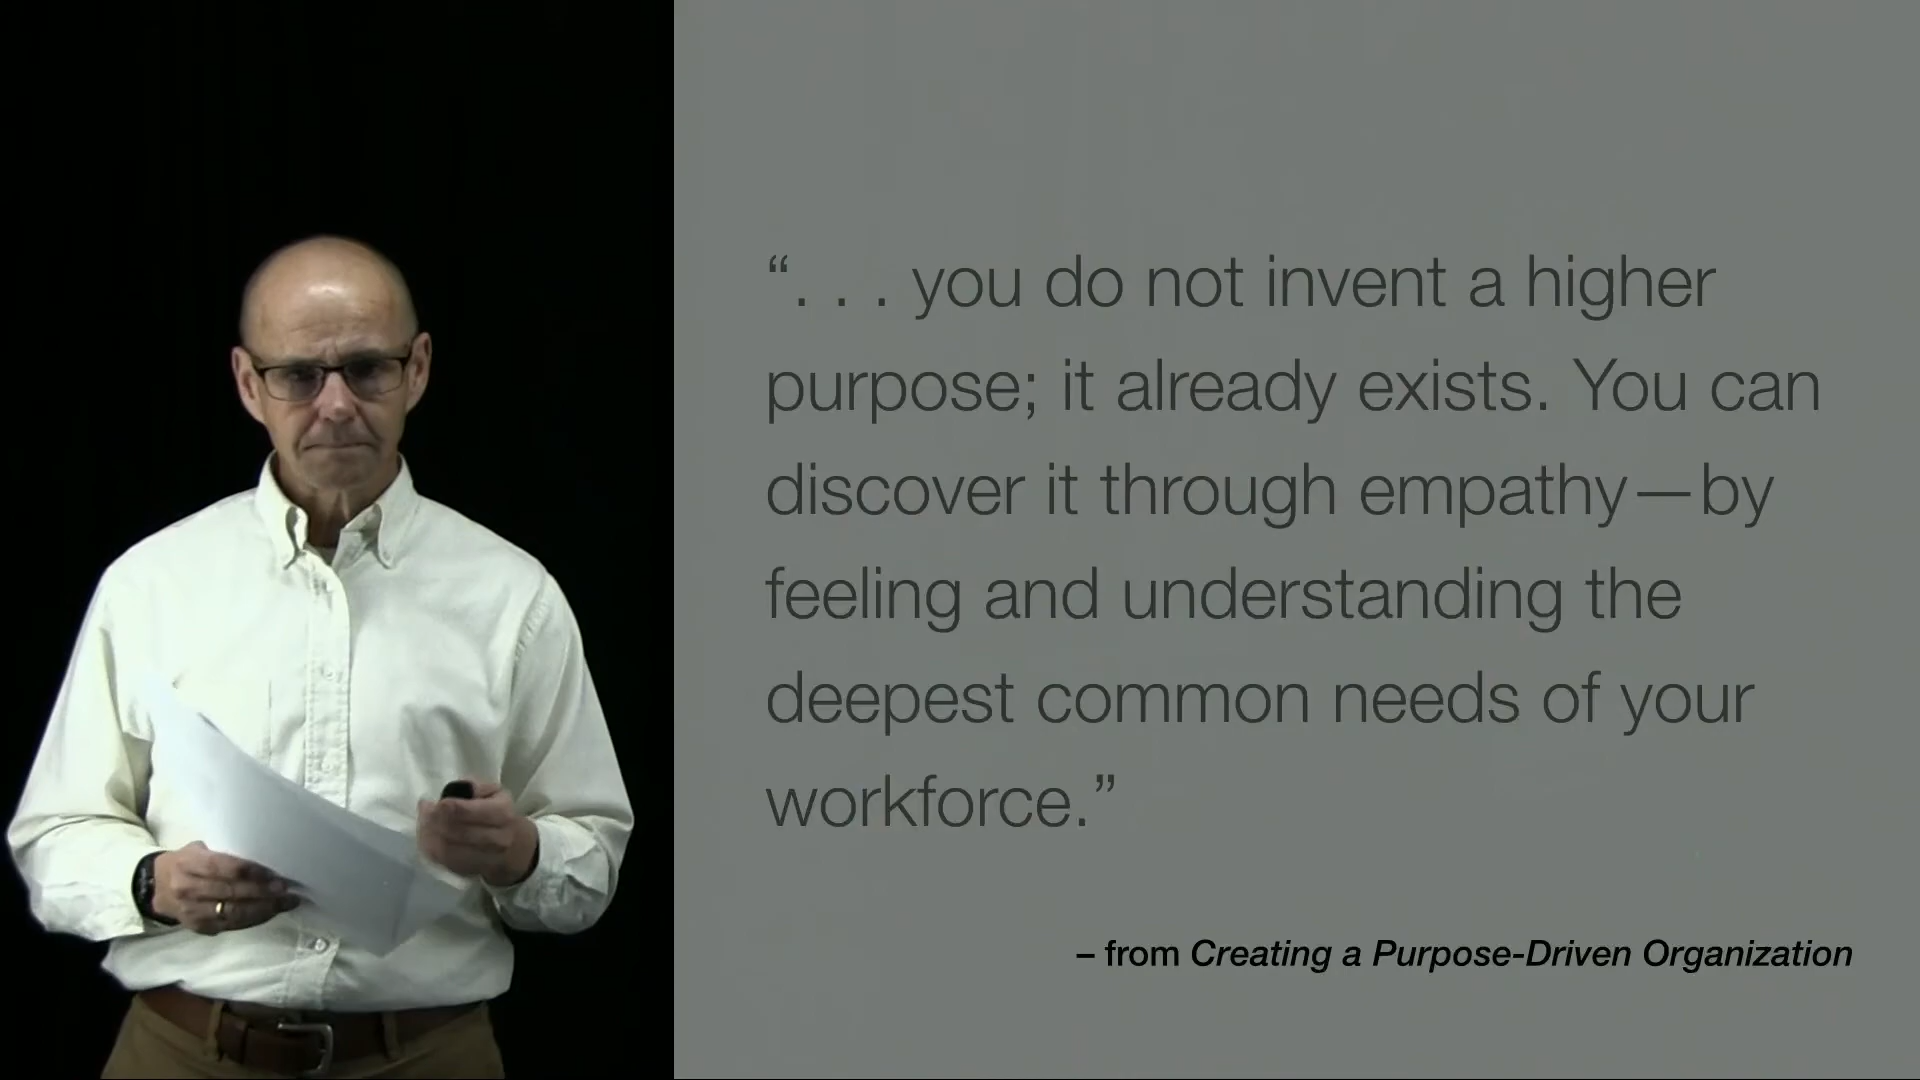 “. . . you do not invent a higher
purpose; it already exists. You can
discover it through empathy—by
feeling and understanding the
deepest common needs of your
workforce.”
– from Creating a Purpose-Driven Organization